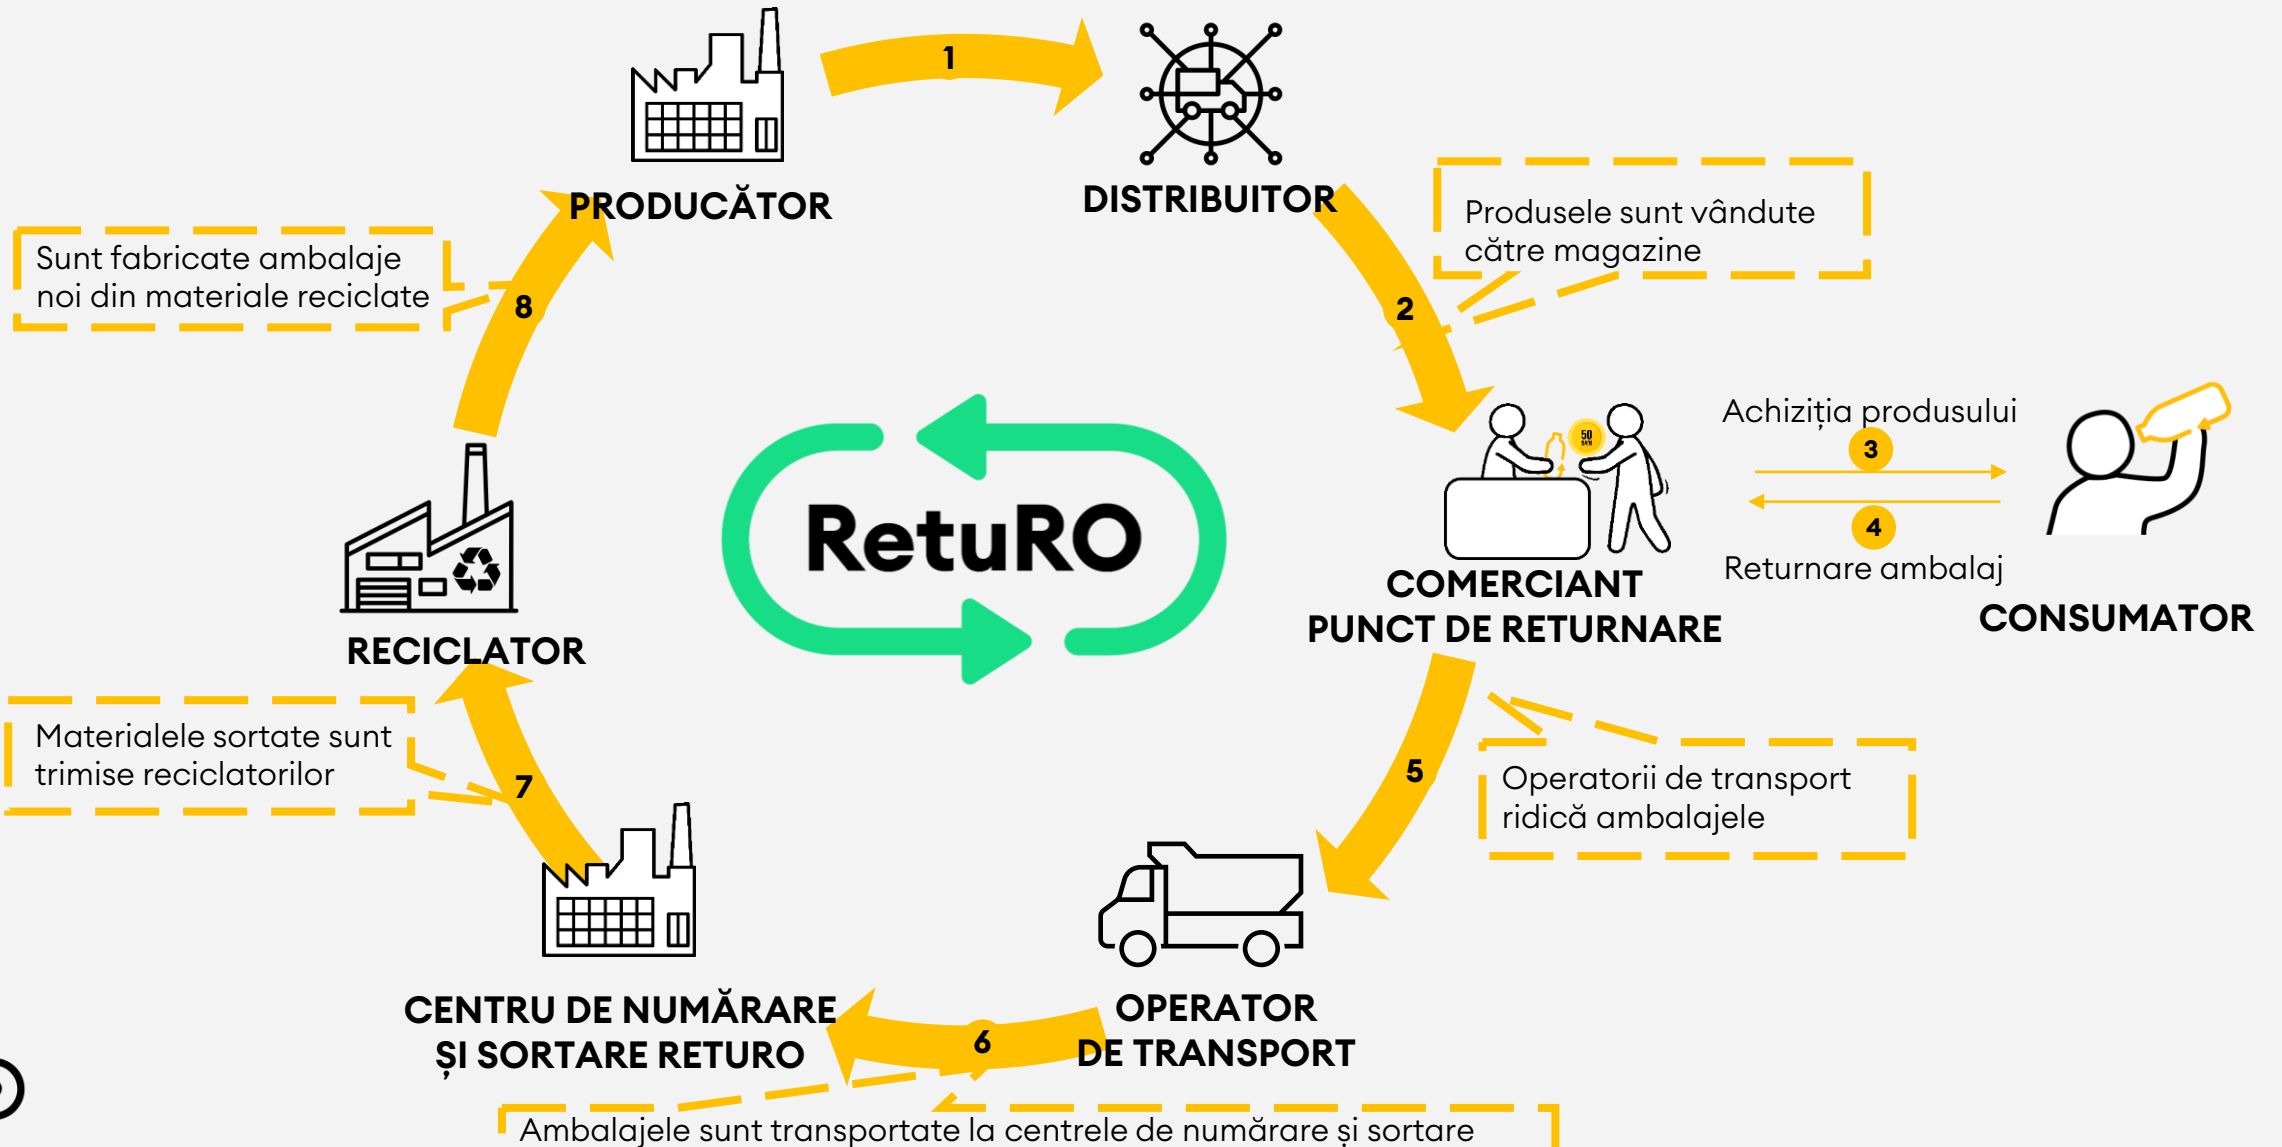 1
PRODUCĂTOR
DISTRIBUITOR
Produsele sunt vândute
către magazine
2
Sunt fabricate ambalaje
noi din materiale reciclate
8
RetuRO
50
Achiziția produsului
3
4
Returnare ambalaj
COMERCIANT
PUNCT DE RETURNARE
CONSUMATOR
RECICLATOR
Materialele sortate sunt
trimise reciclatorilor
7
5
Operatorii de transport
ridică ambalajele
CENTRU DE NUMĂRARE
ȘI SORTARE RETURO
6
OPERATOR
DE TRANSPORT
Ambalajele sunt transportate la centrele de numărare și sortare